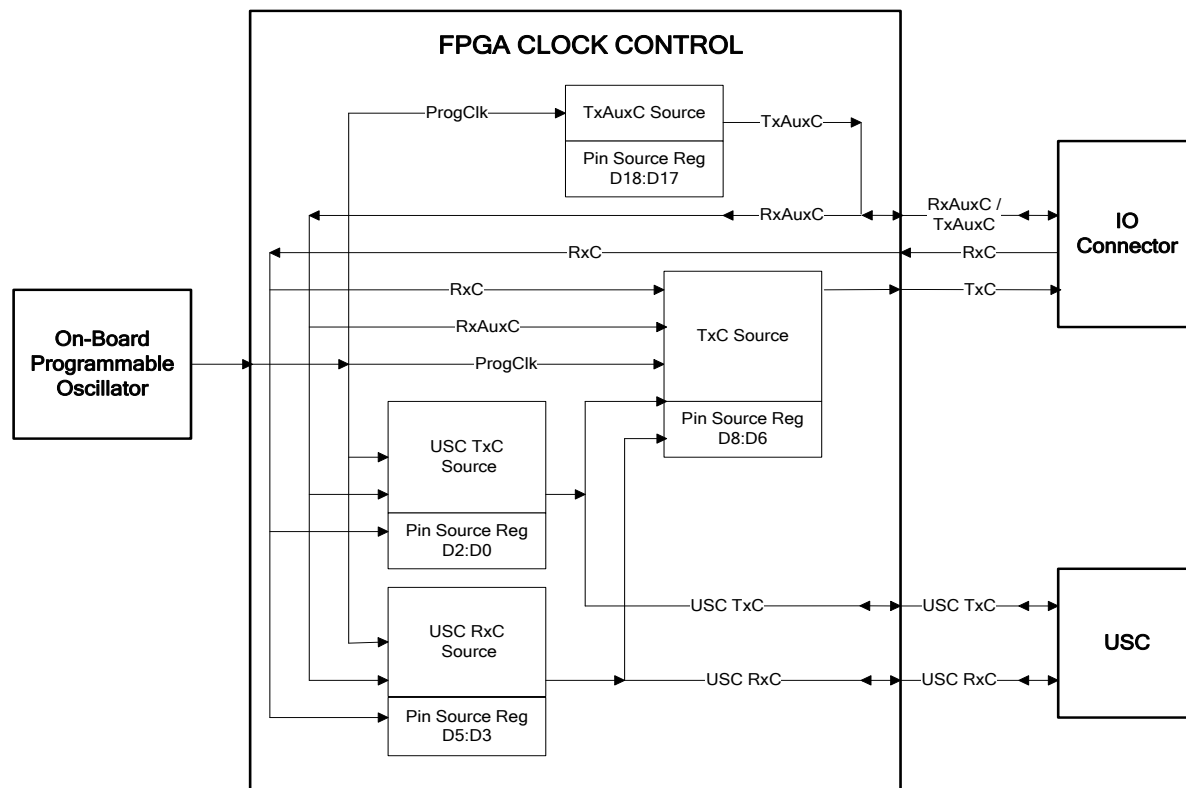 FPGA CLOCK CONTROL
ProgClk
TxAuxC Source
TxAuxC
Pin Source Reg
D18:D17
RxAuxC
RxAuxC /
TxAuxC
IO
Connector
RxC
RxC
RxC
TxC
RxAuxC
TxC Source
ProgClk
On-Board
Programmable
Oscillator
Pin Source Reg
D8:D6
USC TxC
Source
Pin Source Reg
D2:D0
USC TxC
USC TxC
USC RxC
Source
USC
USC RxC
USC RxC
Pin Source Reg
D5:D3